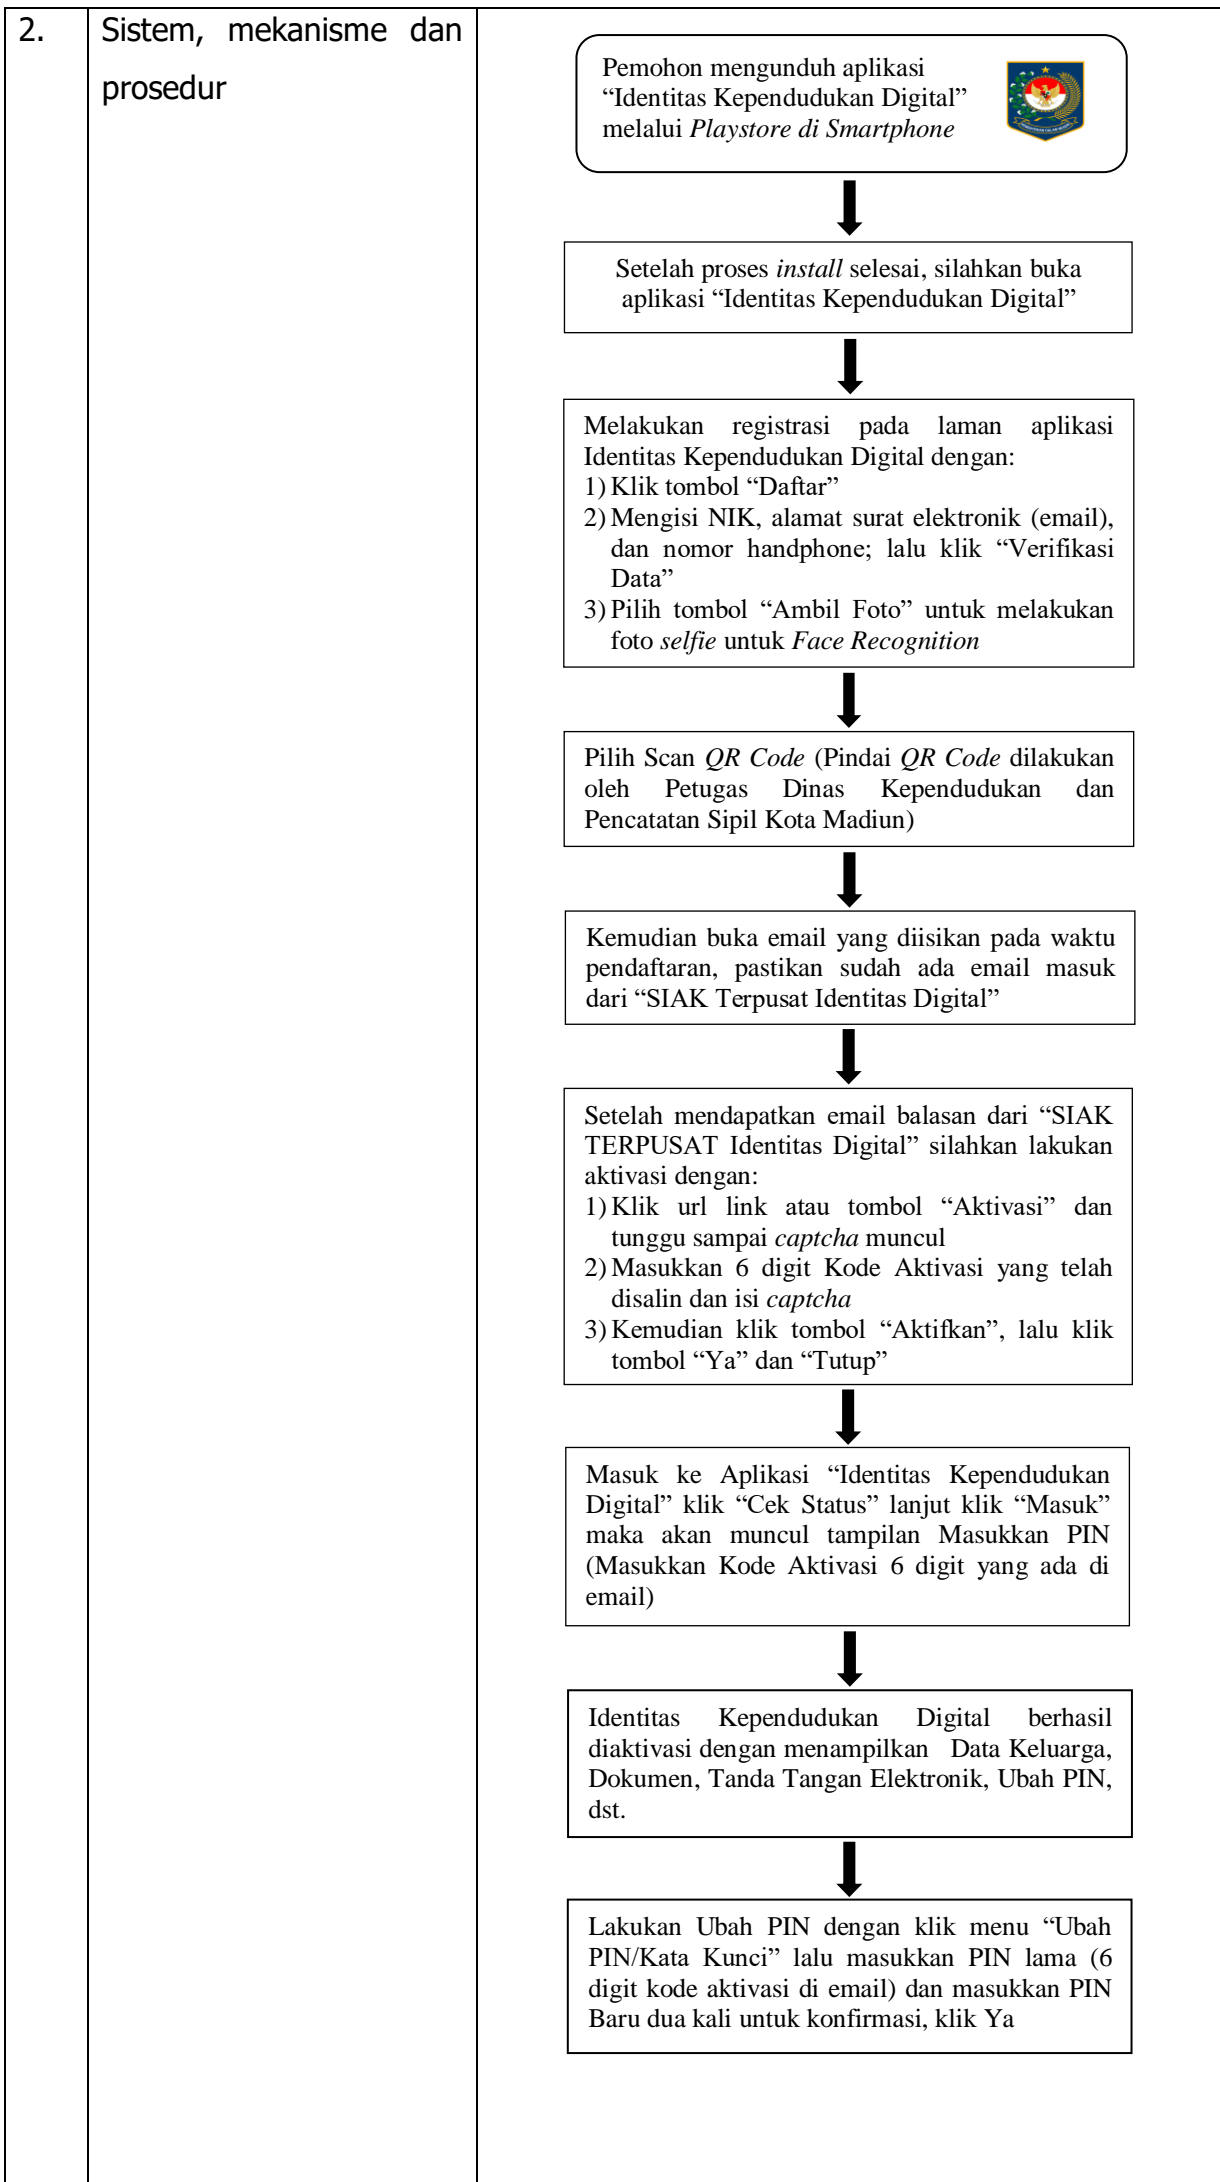 2.
Sistem, mekanisme dan
prosedur
Pemohon mengunduh aplikasi
“Identitas Kependudukan Digital”
melalui Playstore di Smartphone
Setelah proses install selesai, silahkan buka
aplikasi “Identitas Kependudukan Digital”
Melakukan registrasi pada laman aplikasi
Identitas Kependudukan Digital dengan:
1) Klik tombol “Daftar”
2) Mengisi NIK, alamat surat elektronik (email),
dan nomor handphone; lalu klik “Verifikasi
Data”
3) Pilih tombol “Ambil Foto” untuk melakukan
foto selfie untuk Face Recognition
Pilih Scan QR Code (Pindai QR Code dilakukan
oleh Petugas Dinas Kependudukan dan
Pencatatan Sipil Kota Madiun)
Kemudian buka email yang diisikan pada waktu
pendaftaran, pastikan sudah ada email masuk
dari “SIAK Terpusat Identitas Digital”
Setelah mendapatkan email balasan dari “SIAK
TERPUSAT Identitas Digital” silahkan lakukan
aktivasi dengan:
1) Klik url link atau tombol “Aktivasi” dan
tunggu sampai captcha muncul
2) Masukkan 6 digit Kode Aktivasi yang telah
disalin dan isi captcha
3) Kemudian klik tombol “Aktifkan”, lalu klik
tombol “Ya” dan “Tutup”
Masuk ke Aplikasi “Identitas Kependudukan
Digital” klik “Cek Status” lanjut klik “Masuk”
maka akan muncul tampilan Masukkan PIN
(Masukkan Kode Aktivasi 6 digit yang ada di
email)
Identitas Kependudukan Digital berhasil
diaktivasi dengan menampilkan Data Keluarga,
Dokumen, Tanda Tangan Elektronik, Ubah PIN,
dst.
Lakukan Ubah PIN dengan klik menu “Ubah
PIN/Kata Kunci” lalu masukkan PIN lama (6
digit kode aktivasi di email) dan masukkan PIN
Baru dua kali untuk konfirmasi, klik Ya